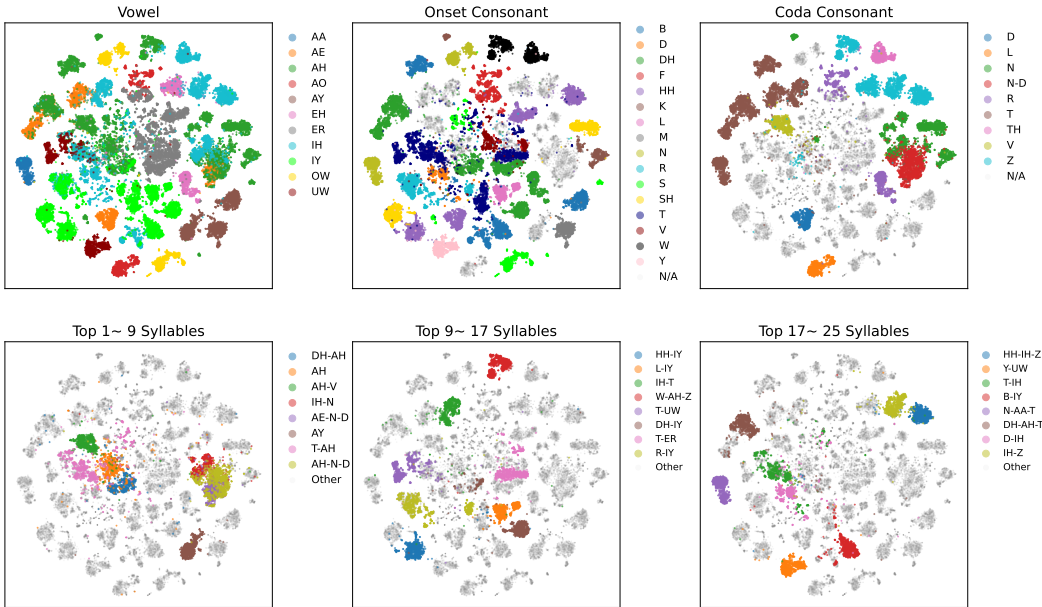 Vowel
AA
AE
AH
AO
AY
EH
ER
IH
IY
OW
UW
Onset Consonant
B
D
DH
F
HH
K
L
M
N
R
S
SH
T
V
W
Y
N/A
Coda Consonant
D
L
N
N-D
R
T
TH
V
Z
N/A
Top 1~ 9 Syllables
DH-AH
AH
AH-V
IH-N
AE-N-D
AY
T-AH
AH-N-D
Other
Top 9~ 17 Syllables
HH-IY
L-IY
IH-T
W-AH-Z
T-UW
DH-IY
T-ER
R-IY
Other
Top 17~ 25 Syllables
HH-IH-Z
Y-UW
T-IH
B-IY
N-AA-T
DH-AH-T
D-IH
IH-Z
Other